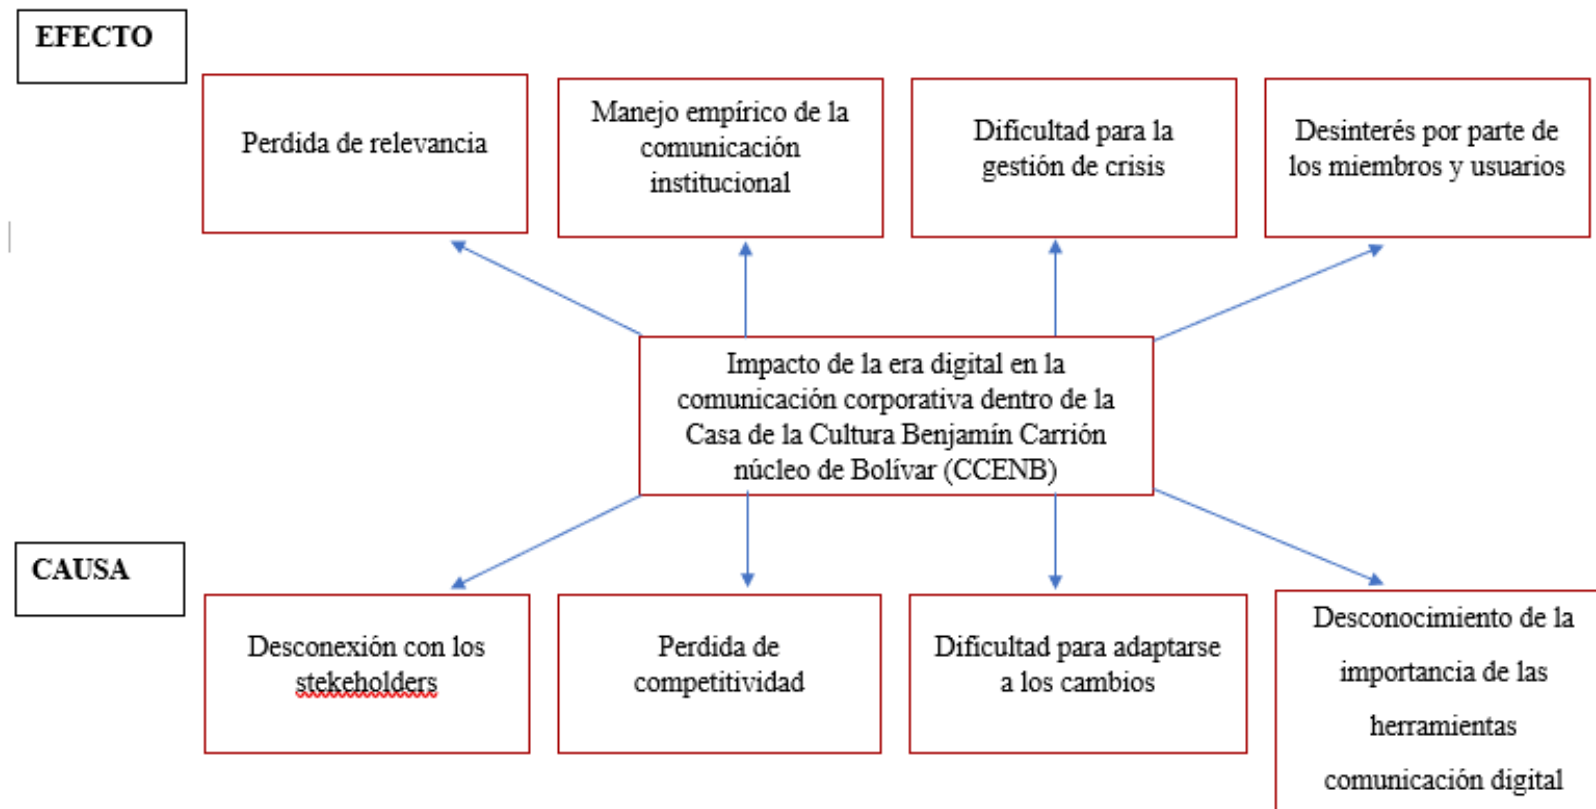 EFECTO
Perdida de relevancia
Manejo empírico de la
comunicación
institucional
Dificultad para la
gestión de crisis
Desinterés por parte de
los miembros y usuarios
Impacto de la era digital en la
comunicación corporativa dentro de la
Casa de la Cultura Benjamín Carrión
núcleo de Bolívar (CCENB)
CAUSA
Desconexión con los
stekeholders
Perdida de
competitividad
Dificultad para adaptarse
a los cambios
Desconocimiento de la
importancia de las
herramientas
comunicación digital